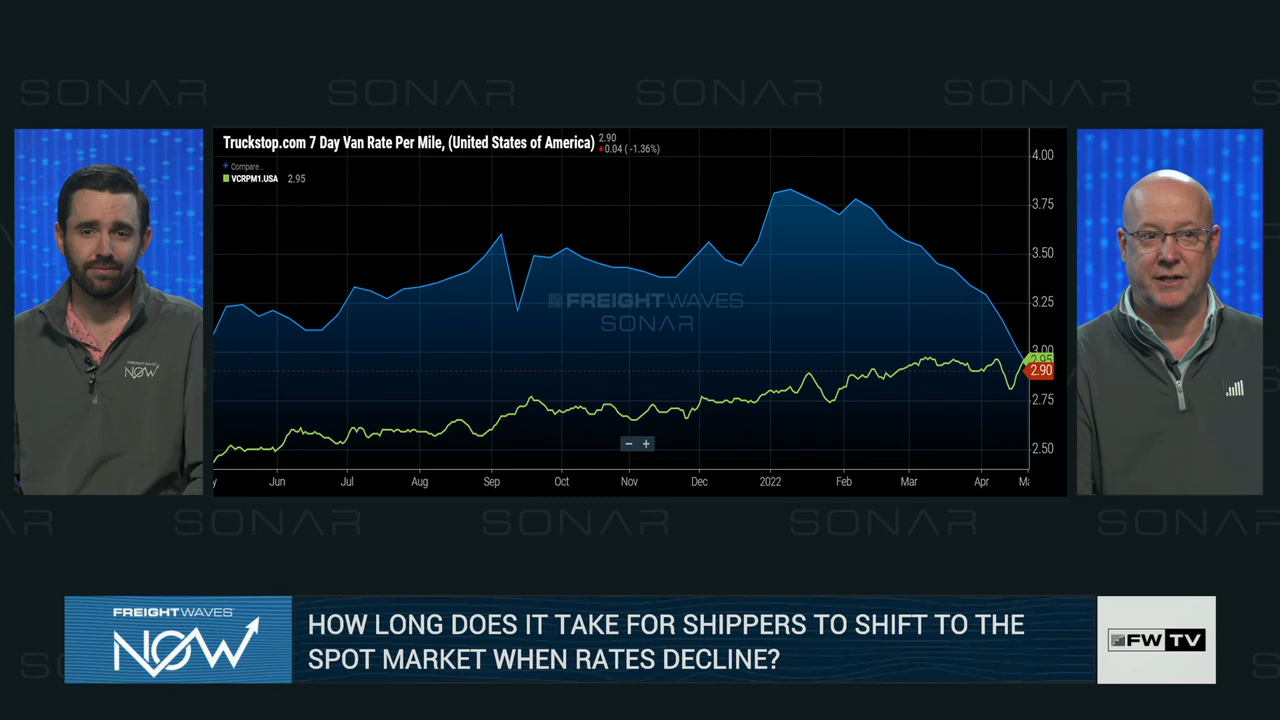 SONAR SONAR SONAR SONAR
Truckstop.com 7 Day Van Rate Per Mile, (United States of America) 2.90
0.04 ( -1.36%)
+ Compare...
VCRPM1.USA 2.95
4.00
3.75
3.50
3.25
3.00
2.95
2.90
2.75
2.50
FREIGHTWAVES
SONAR
− +
Jun Jul Aug Sep Oct Nov Dec 2022 Feb Mar Apr
FREIGHTWAVES
NOW
SONAR SONAR SONAR
FREIGHTWAVES
NOW
HOW LONG DOES IT TAKE FOR SHIPPERS TO SHIFT TO THE
SPOT MARKET WHEN RATES DECLINE?
FWTV